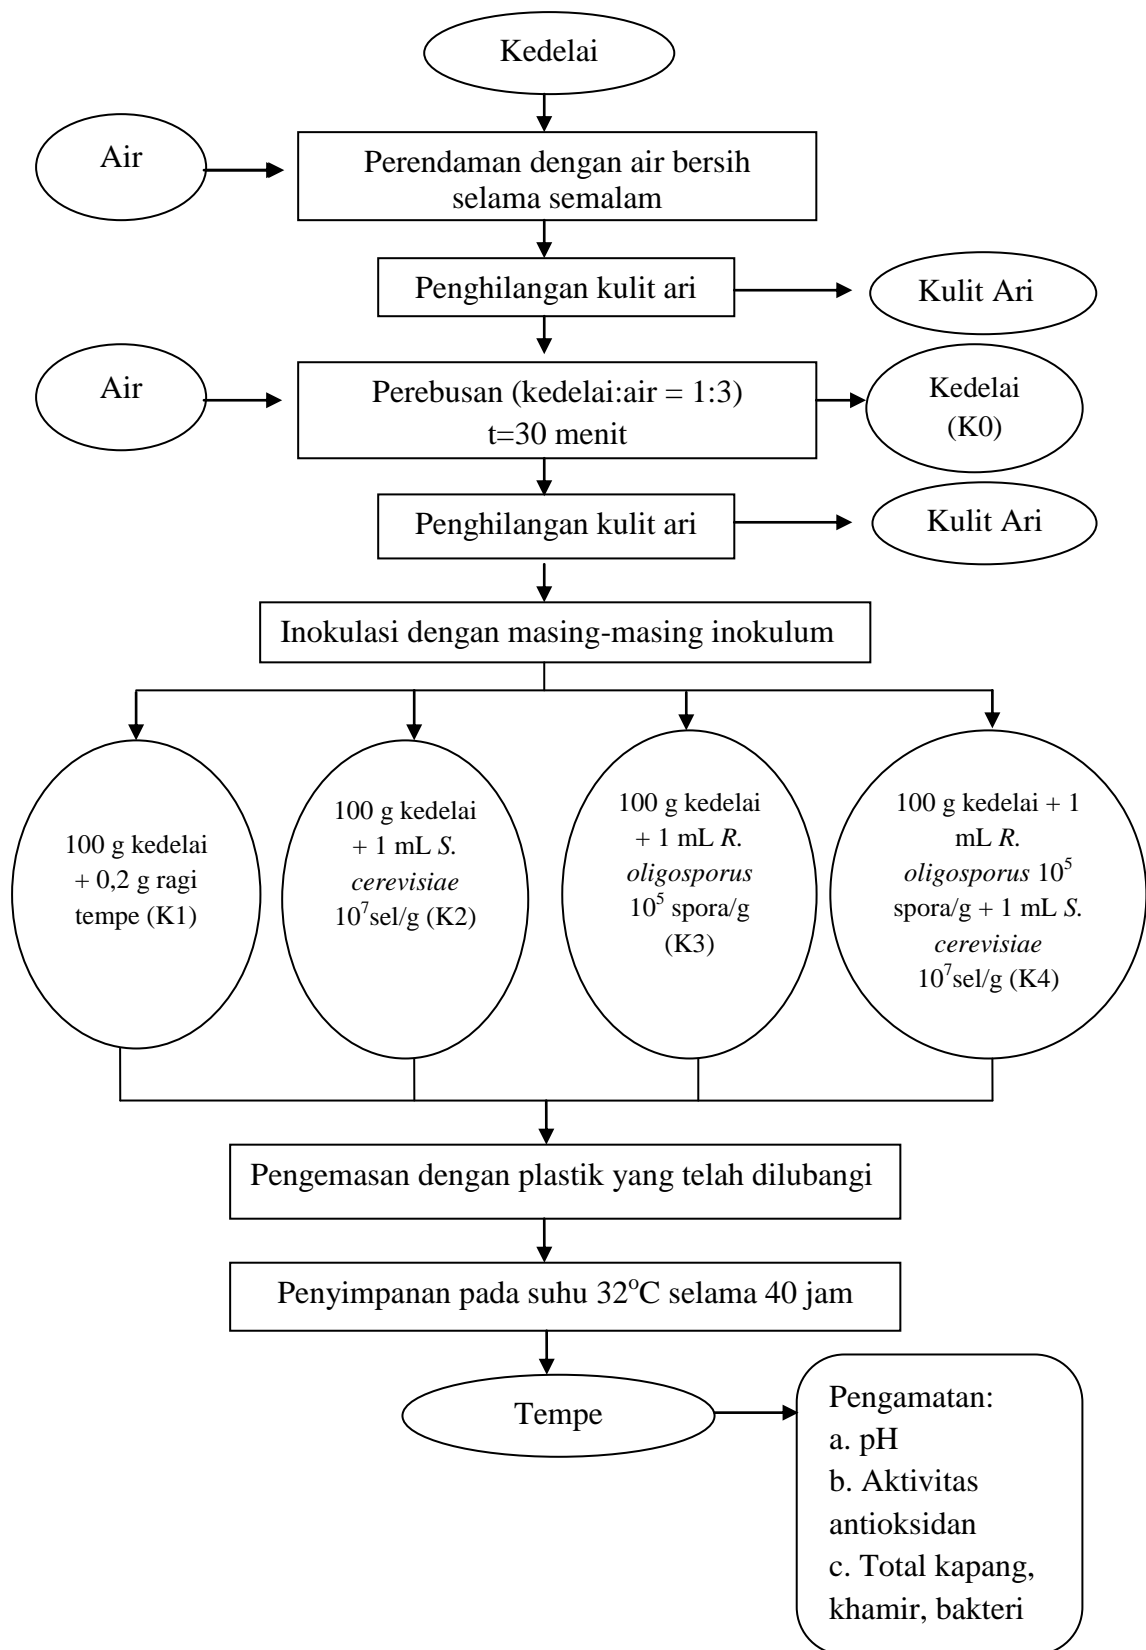 Kedelai
Air
Perendaman dengan air bersih
selama semalam
Penghilangan kulit ari
Kulit Ari
Air
Perebusan (kedelai:air = 1:3)
t=30 menit
Kedelai
(K0)
Penghilangan kulit ari
Kulit Ari
Inokulasi dengan masing-masing inokulum
100 g kedelai
+ 0,2 g ragi
tempe (K1)
100 g kedelai
+ 1 mL S.
cerevisiae
10⁷sel/g (K2)
100 g kedelai
+ 1 mL R.
oligosporus
10⁵ spora/g
(K3)
100 g kedelai + 1
mL R.
oligosporus 10⁵
spora/g + 1 mL S.
cerevisiae
10⁷sel/g (K4)
Pengemasan dengan plastik yang telah dilubangi
Penyimpanan pada suhu 32°C selama 40 jam
Tempe
Pengamatan:
a. pH
b. Aktivitas
antioksidan
c. Total kapang,
khamir, bakteri